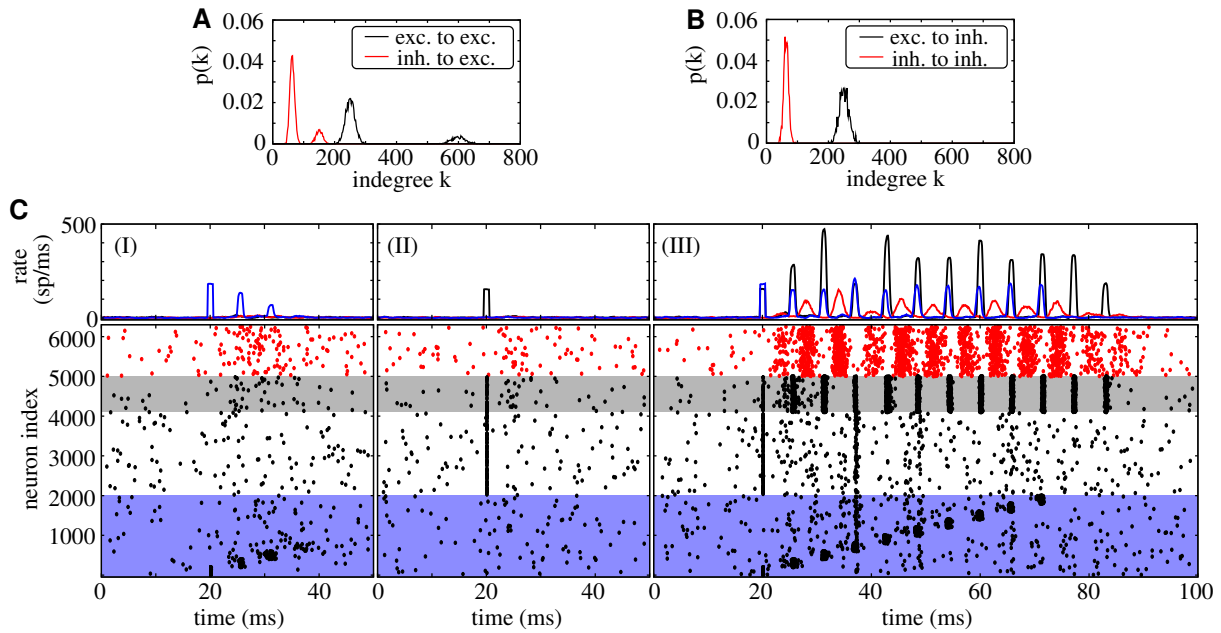 A
B
0.06
0.04
0.02
0
p(k)
exc. to exc.
inh. to exc.
0 200 400 600 800
indegree k
0.06
0.04
0.02
0
p(k)
exc. to inh.
inh. to inh.
0 200 400 600 800
indegree k
C
500
0
rate
(sp/ms)
(I)
(II)
(III)
6000
5000
4000
3000
2000
1000
neuron index
0 20 40
time (ms)
0 20 40
time (ms)
0 20 40 60 80 100
time (ms)